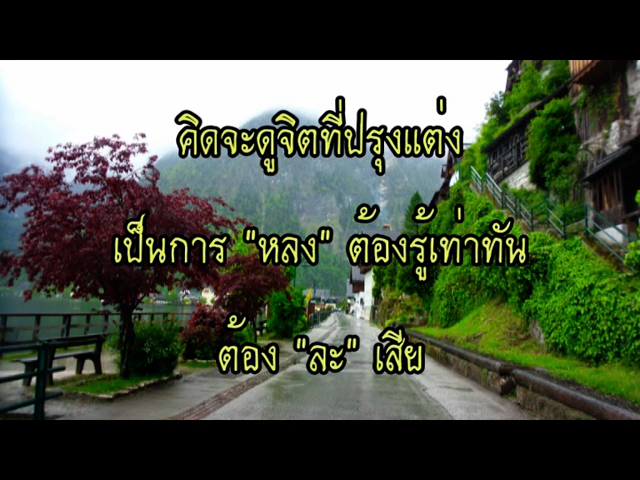 คิดจะดูจิตที่ปรุงแต่ง
เป็นการ "หลง" ต้องรู้เท่าทัน
ต้อง "ละ" เสีย